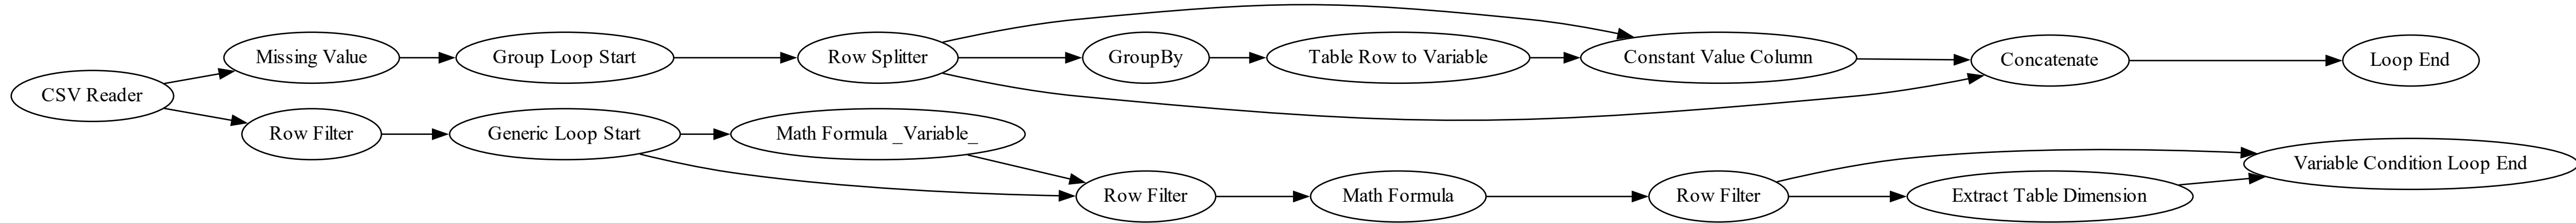 CSV Reader
Missing Value
Group Loop Start
Row Splitter
GroupBy
Table Row to Variable
Constant Value Column
Concatenate
Loop End
Row Filter
Generic Loop Start
Math Formula _Variable_
Row Filter
Math Formula
Row Filter
Extract Table Dimension
Variable Condition Loop End